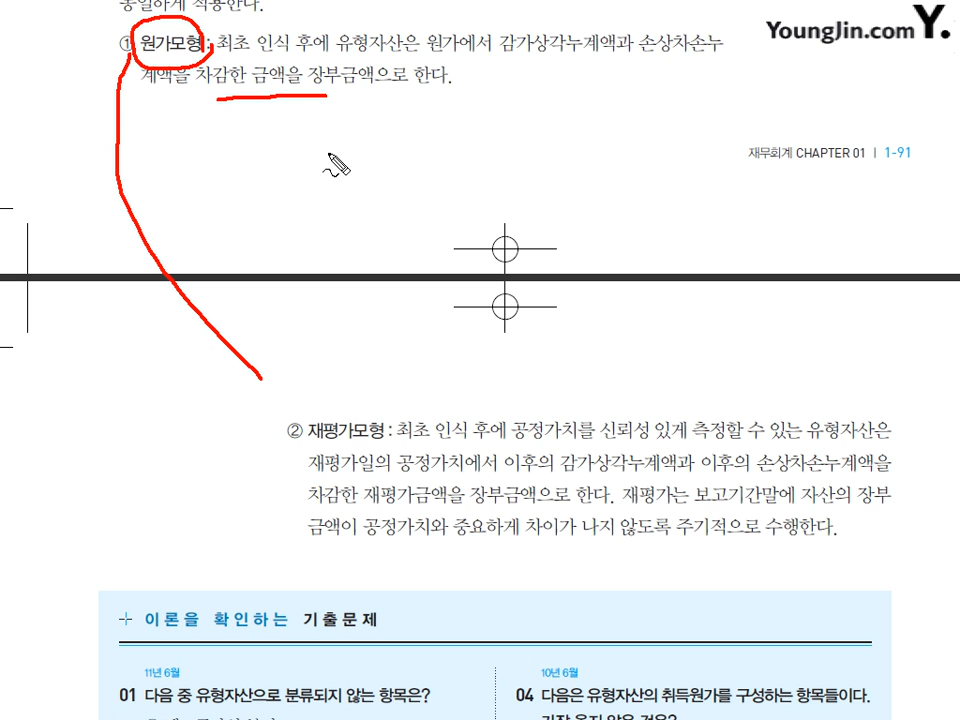 동일하게 적용한다.
YoungJin.com Y.
① 원가모형 : 최초 인식 후에 유형자산은 원가에서 감가상각누계액과 손상차손누
계액을 차감한 금액을 장부금액으로 한다.
재무회계 CHAPTER 01 | 1-91
② 재평가모형 : 최초 인식 후에 공정가치를 신뢰성 있게 측정할 수 있는 유형자산은
재평가일의 공정가치에서 이후의 감가상각누계액과 이후의 손상차손누계액을
차감한 재평가금액을 장부금액으로 한다. 재평가는 보고기간말에 자산의 장부
금액이 공정가치와 중요하게 차이가 나지 않도록 주기적으로 수행한다.
이론을 확인하는 기출문제
11년 6월
01 다음 중 유형자산으로 분류되지 않는 항목은?
10년 6월
04 다음은 유형자산의 취득원가를 구성하는 항목들이다.
가장 옳지 않은 것은?